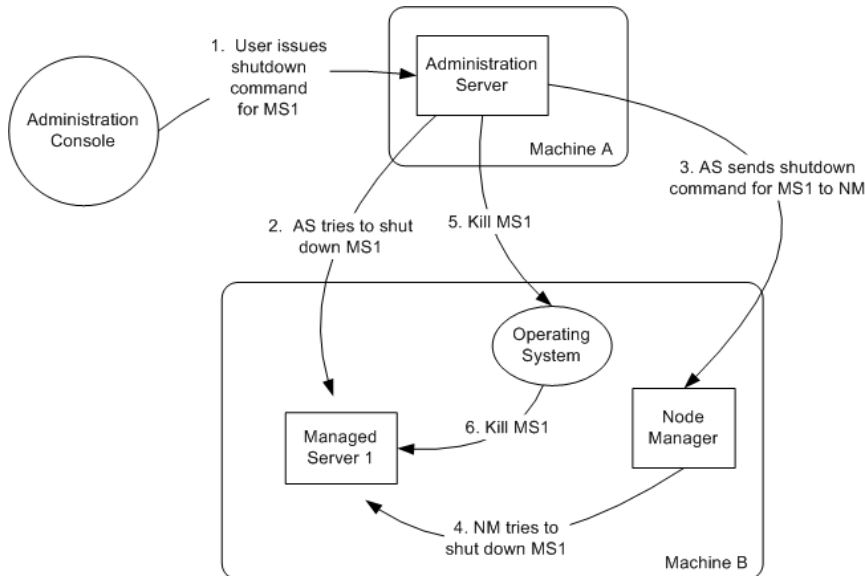 1. User issues
shutdown
command
for MS1
Administration
Server
Administration
Console
Machine A
3. AS sends shutdown
command for MS1 to NM
2. AS tries to shut
down MS1
5. Kill MS1
Operating
System
Managed
Server 1
6. Kill MS1
Node
Manager
4. NM tries to
shut down MS1
Machine B